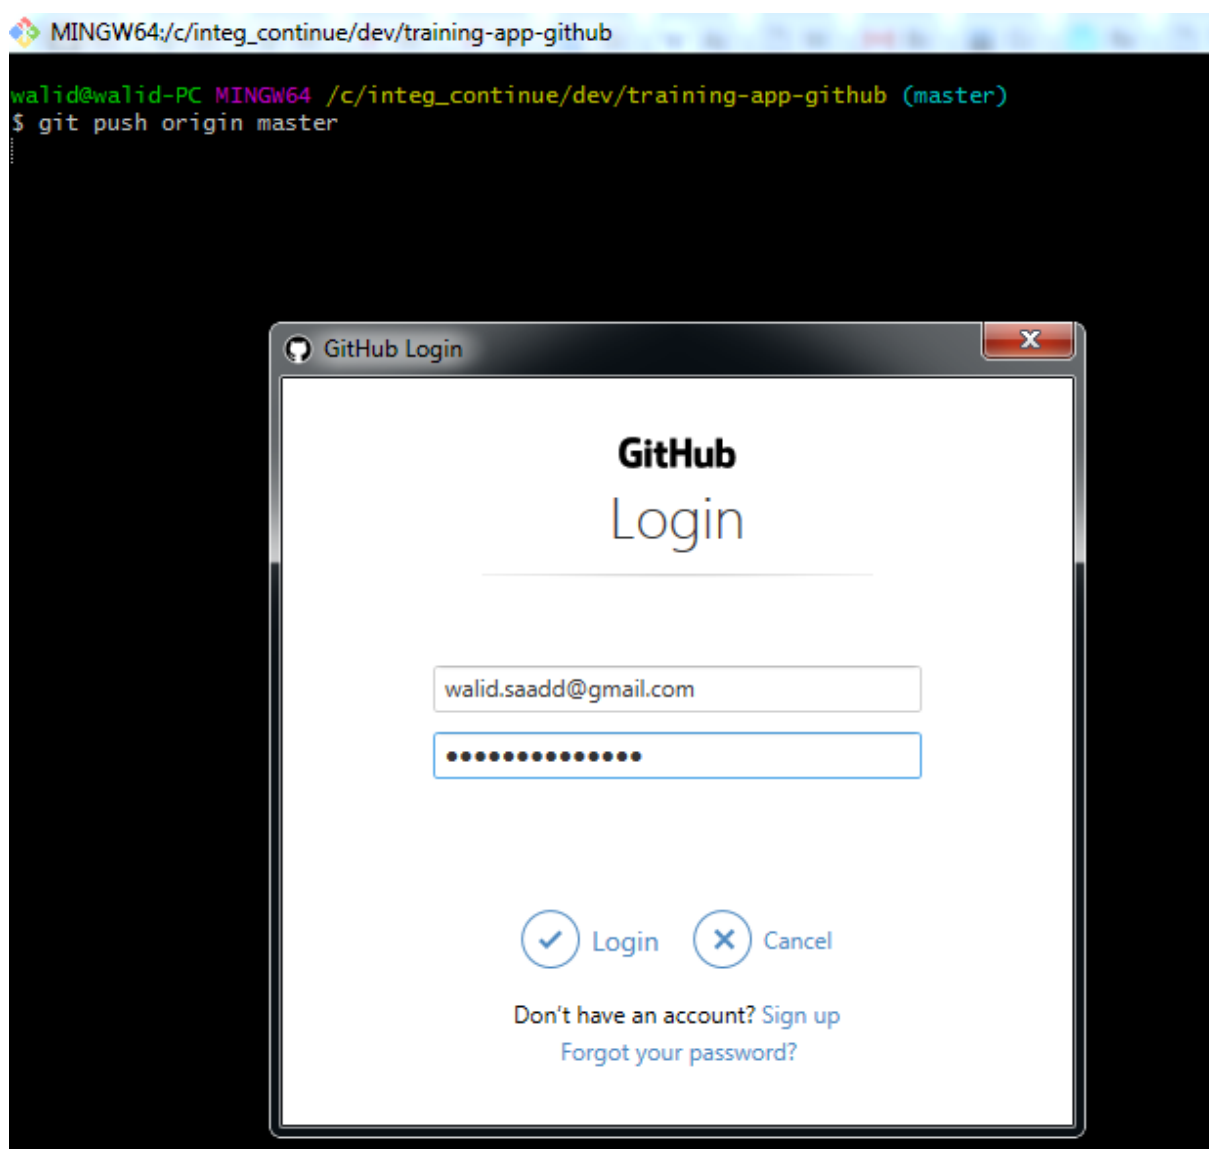 MINGW64:/c/integ_continue/dev/training-app-github
walid@walid-PC MINGW64 /c/integ_continue/dev/training-app-github (master)
$ git push origin master
GitHub Login
GitHub
Login
walid.saadd@gmail.com
••••••••••••••
Login Cancel
Don't have an account? Sign up
Forgot your password?